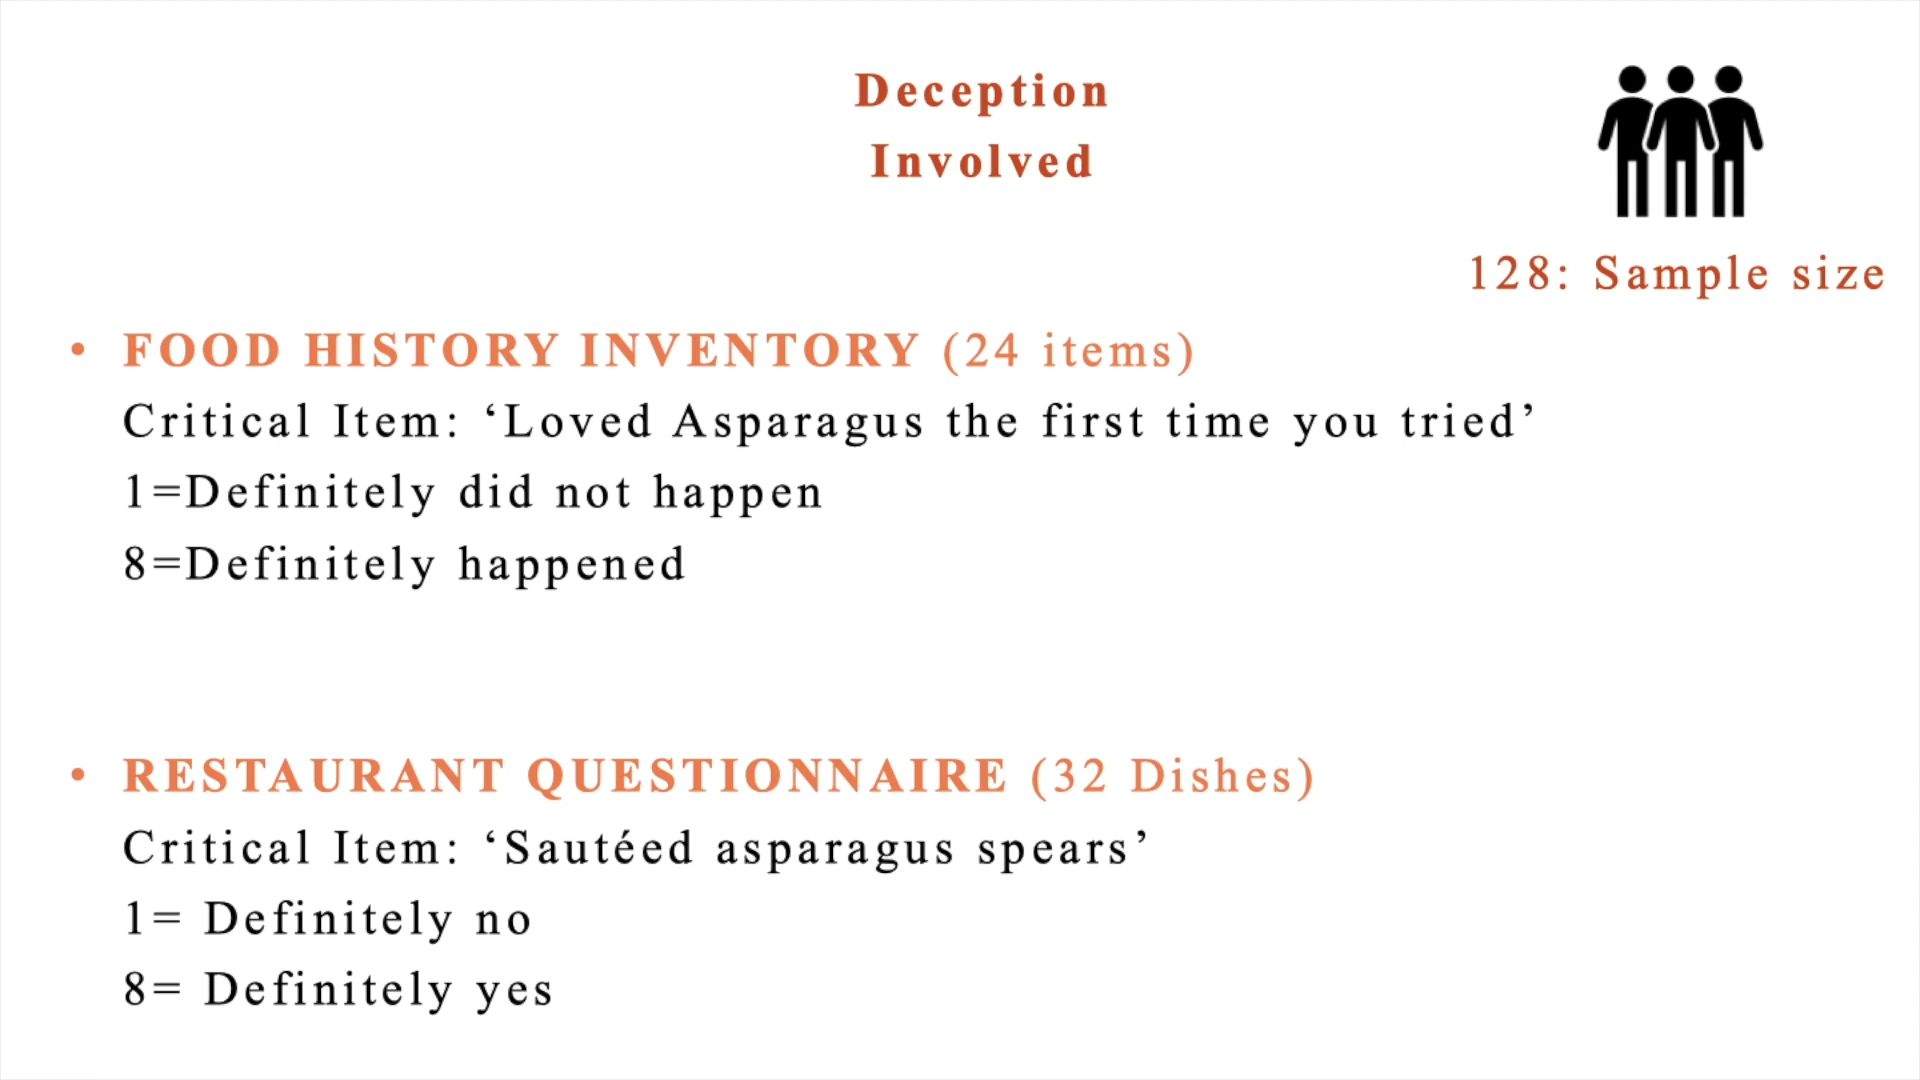 Deception
Involved
128: Sample size
• FOOD HISTORY INVENTORY (24 items)
Critical Item: ‘Loved Asparagus the first time you tried’
1=Definitely did not happen
8=Definitely happened
• RESTAURANT QUESTIONNAIRE (32 Dishes)
Critical Item: ‘Sautéed asparagus spears’
1= Definitely no
8= Definitely yes